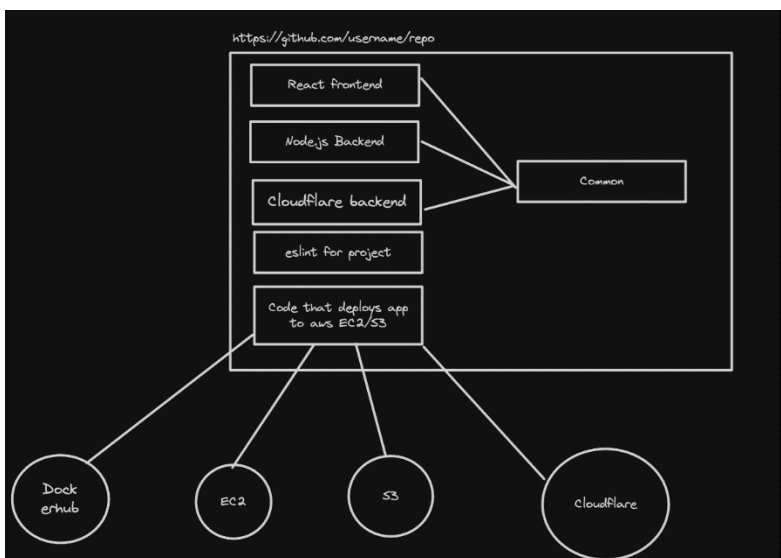 https://github.com/username/repo
React frontend
Node.js Backend
Common
Cloudflare backend
eslint for project
Code that deploys app
to aws EC2/S3
Dock
erhub
EC2
S3
Cloudflare